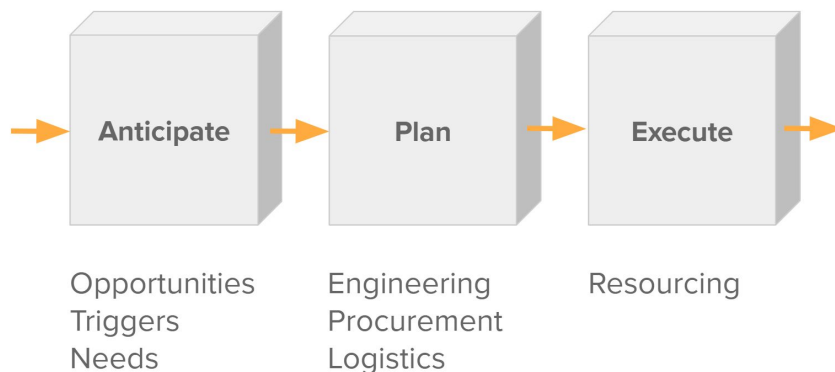 Anticipate
Plan
Execute
Opportunities
Triggers
Needs
Engineering
Procurement
Logistics
Resourcing